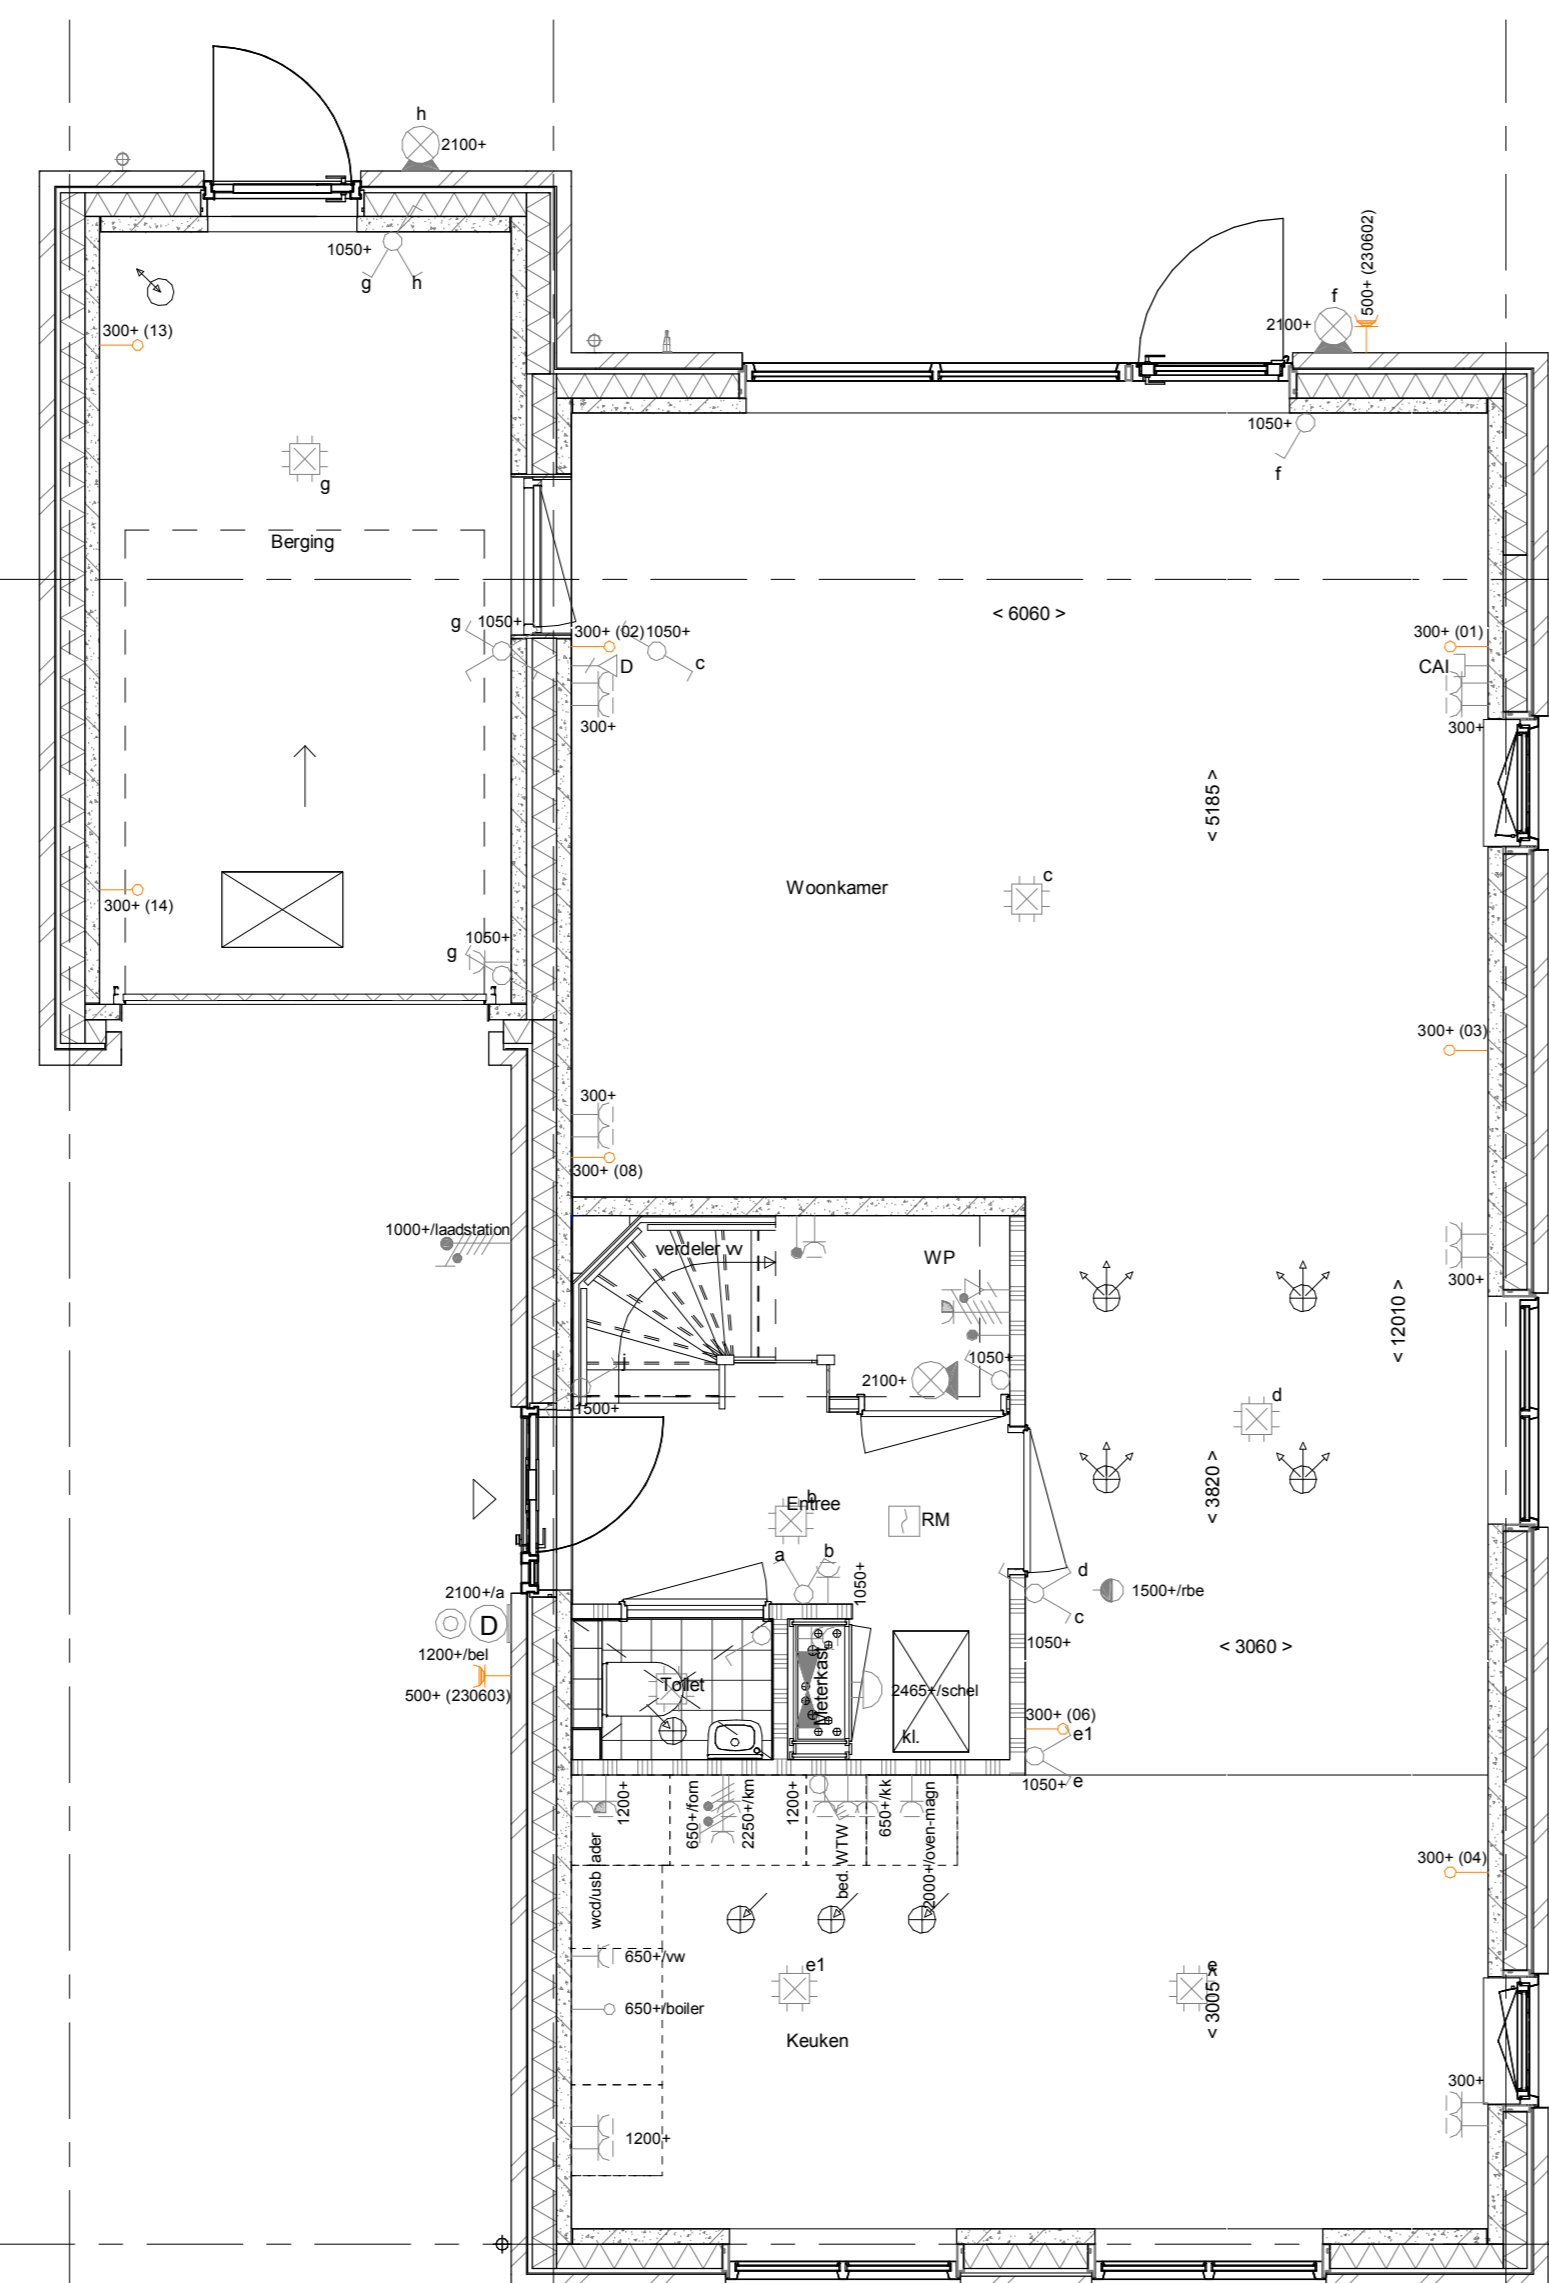 h
2100+
1050+
g
h
500+ (230602)
f
2100+
300+ (13)
1050+
f
g
Berging
< 6060 >
g
1050+
300+ (02)
1050+
300+ (01)
D
c
CAI
300+
300+
< 5185 >
Woonkamer
c
300+ (14)
1050+
g
300+ (03)
300+
300+ (08)
1000+/laadstation
verdeler vv
WP
300+
< 12010 >
j
1050+
2100+
1500+
d
< 3820 >
b
Entree
RM
a
b
1050+
d
2100+/a
1500+/rbe
c
D
1200+/bel
1050+
< 3060 >
500+ (230603)
Toilet
Meterkast
2465+/schel
kl.
300+ (06)
e1
1050+
e
1200+
650+/forn
2250+/km
1200+
650+/kk
wcd/usb lader
bed. WTW
2000+/oven-magn
300+ (04)
650+/vw
e1
e
650+/boiler
< 3005 >
Keuken
300+
1200+